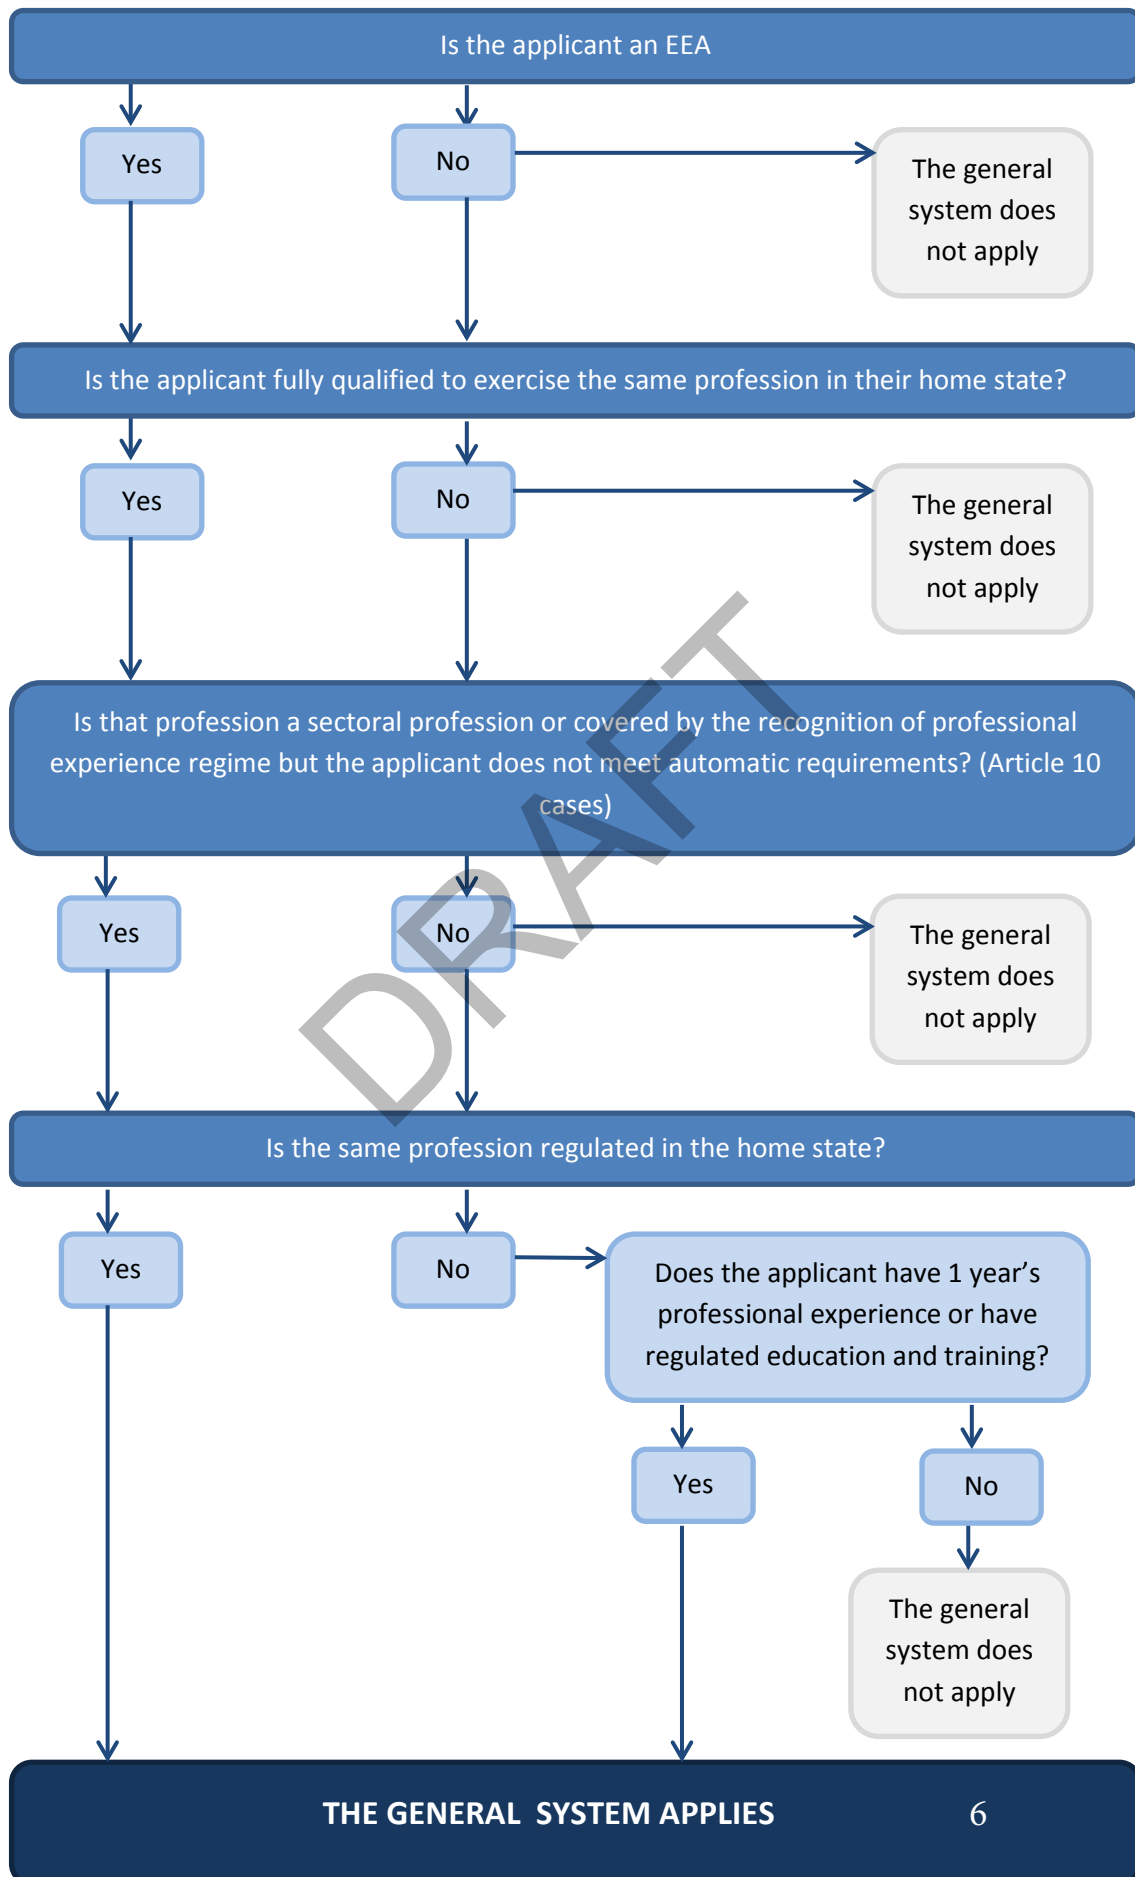 Is the applicant an EEA
Yes
No
The general
system does
not apply
Is the applicant fully qualified to exercise the same profession in their home state?
Yes
No
The general
system does
not apply
Is that profession a sectoral profession or covered by the recognition of professional
experience regime but the applicant does not meet automatic requirements? (Article 10
cases)
DRAFT
Yes
No
The general
system does
not apply
Is the same profession regulated in the home state?
Yes
No
Does the applicant have 1 year’s
professional experience or have
regulated education and training?
Yes
No
The general
system does
not apply
THE GENERAL  SYSTEM APPLIES
6